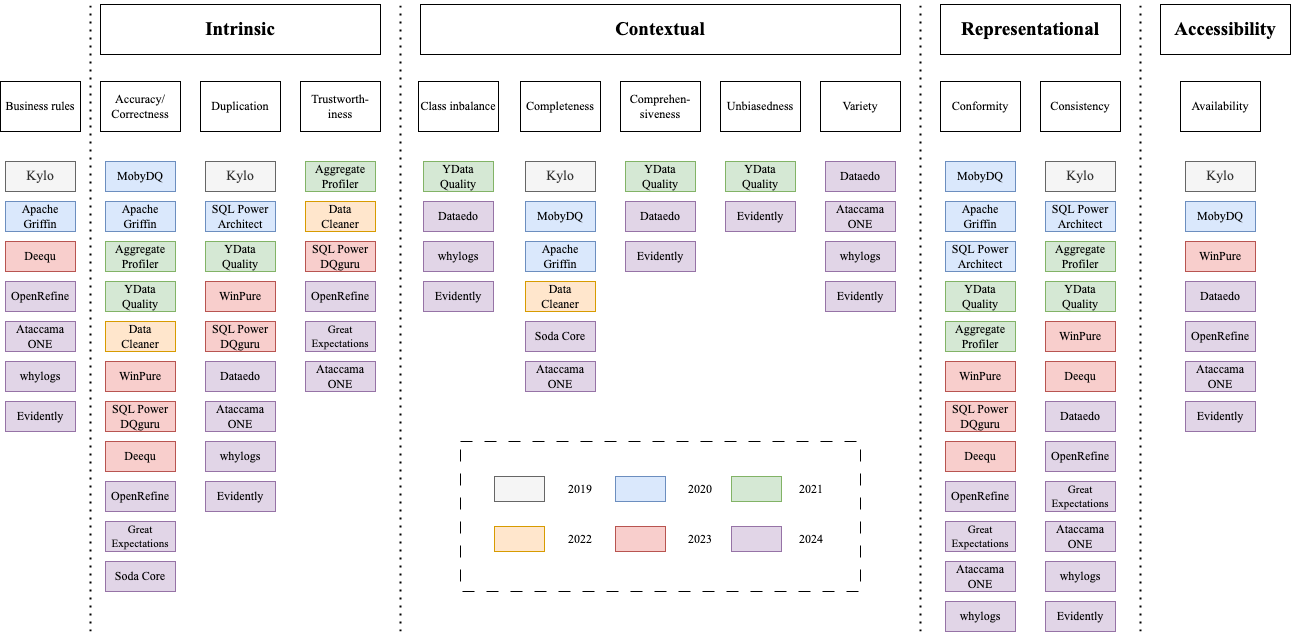 Intrinsic
Contextual
Representational
Accessibility
Business rules
Accuracy/
Correctness
Duplication
Trustworth-
iness
Class inbalance
Completeness
Comprehen-
siveness
Unbiasedness
Variety
Conformity
Consistency
Availability
Kylo
Apache
Griffin
Deequ
OpenRefine
Ataccama
ONE
whylogs
Evidently
MobyDQ
Apache
Griffin
Aggregate
Profiler
YData
Quality
Data
Cleaner
WinPure
SQL Power
DQguru
Deequ
OpenRefine
Great
Expectations
Soda Core
Kylo
SQL Power
Architect
YData
Quality
WinPure
SQL Power
DQguru
Dataedo
Ataccama
ONE
whylogs
Evidently
Aggregate
Profiler
Data
Cleaner
SQL Power
DQguru
OpenRefine
Great
Expectations
Ataccama
ONE
YData
Quality
Dataedo
whylogs
Evidently
Kylo
MobyDQ
Apache
Griffin
Data
Cleaner
Soda Core
Ataccama
ONE
YData
Quality
Dataedo
Evidently
YData
Quality
Evidently
Dataedo
Ataccama
ONE
whylogs
Evidently
MobyDQ
Apache
Griffin
SQL Power
Architect
YData
Quality
Aggregate
Profiler
WinPure
SQL Power
DQguru
Deequ
OpenRefine
Great
Expectations
Ataccama
ONE
whylogs
Kylo
SQL Power
Architect
Aggregate
Profiler
YData
Quality
WinPure
Deequ
Dataedo
OpenRefine
Great
Expectations
Ataccama
ONE
whylogs
Evidently
Kylo
MobyDQ
WinPure
Dataedo
OpenRefine
Ataccama
ONE
Evidently
2019
2020
2021
2022
2023
2024